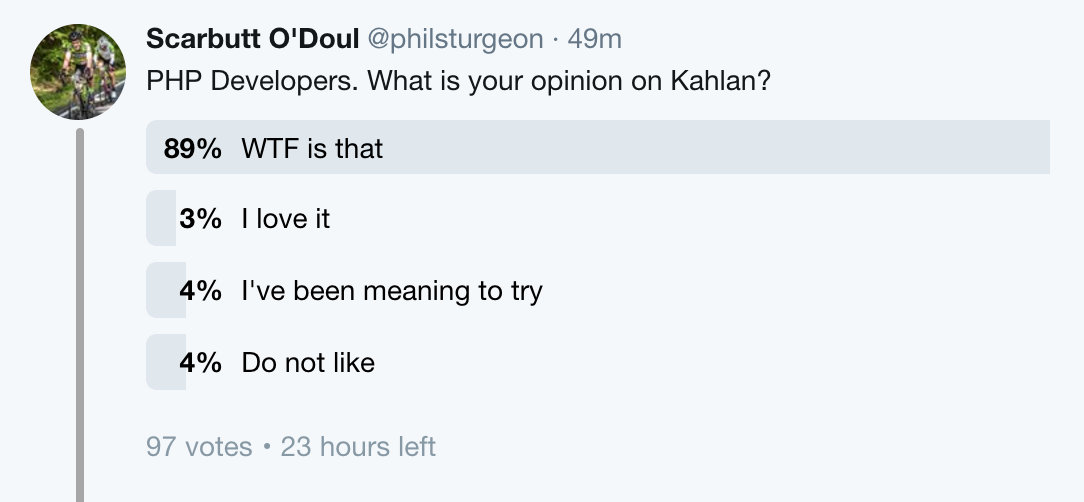 Scarbutt O'Doul @philsturgeon · 49m
PHP Developers. What is your opinion on Kahlan?
89% WTF is that
3% I love it
4% I've been meaning to try
4% Do not like
97 votes • 23 hours left